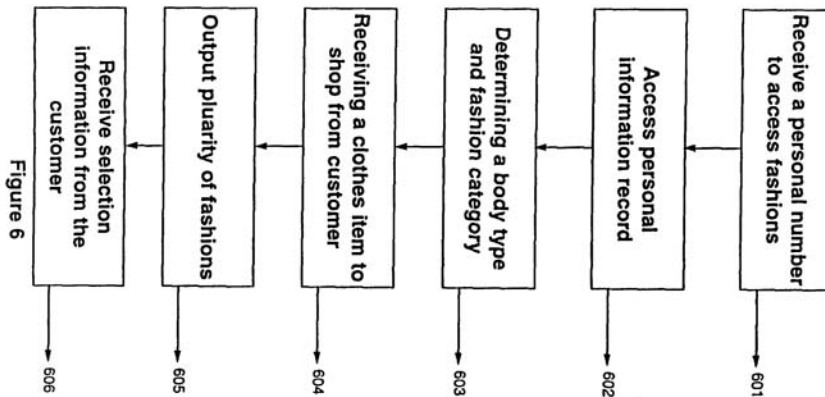 Receive a personal number
to access fashions
601
Access personal
information record
602
Determining a body type
and fashion category
603
Receiving a clothes item to
shop from customer
604
Output pluarity of fashions
605
Receive selection
information from the
customer
606
Figure 6